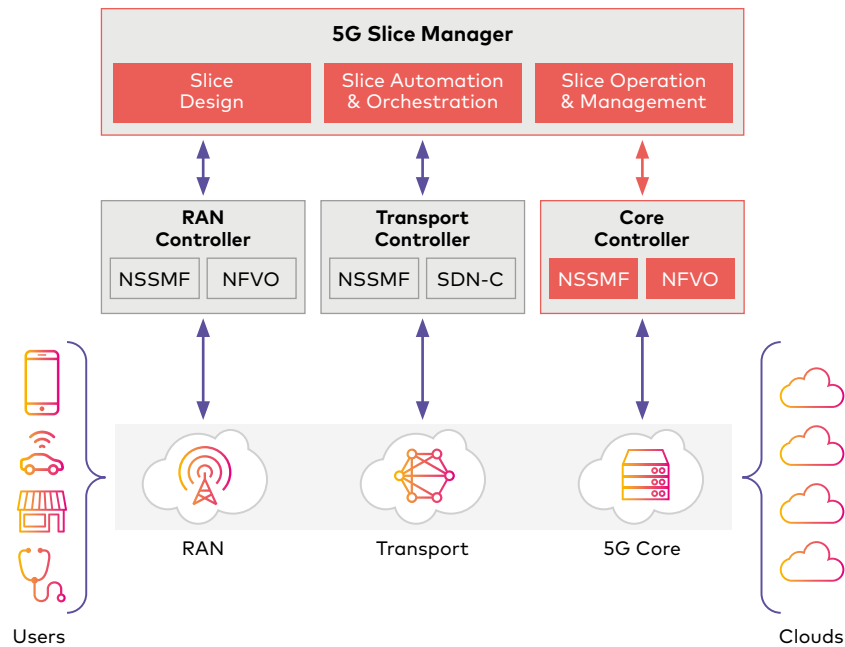 5G Slice Manager
Slice
Design
Slice Automation
& Orchestration
Slice Operation
& Management
RAN
Controller
NSSMF
NFVO
Transport
Controller
NSSMF
SDN-C
Core
Controller
NSSMF
NFVO
RAN
Transport
5G Core
Users
Clouds